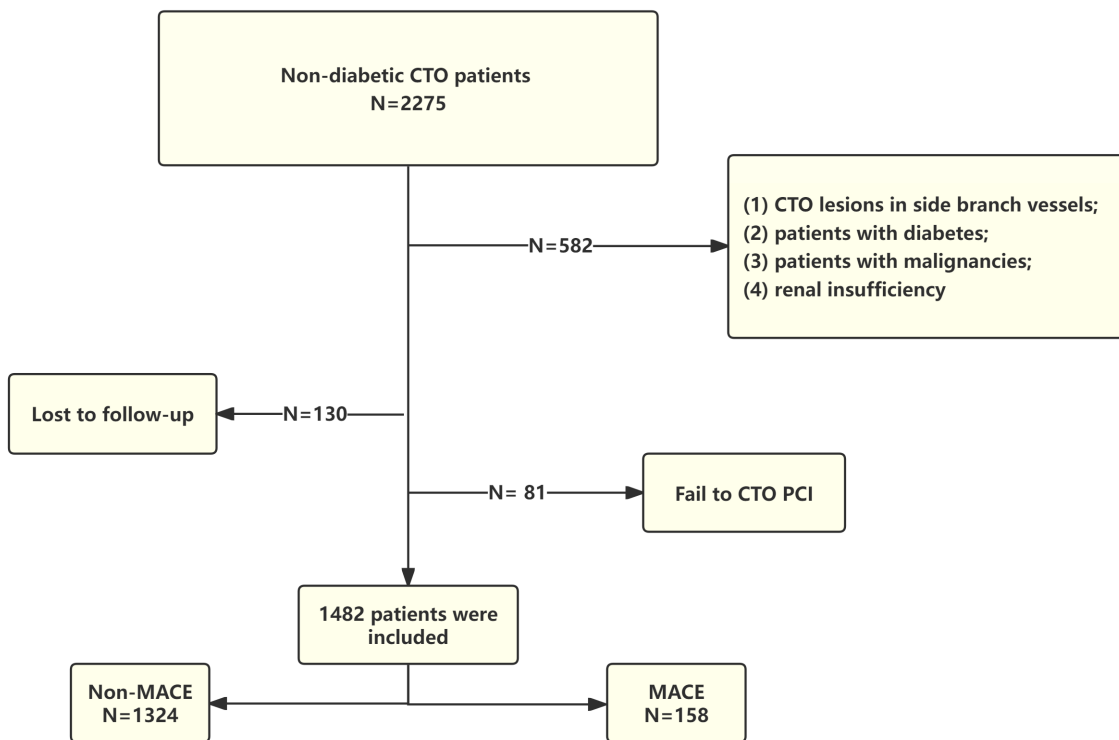 Non-diabetic CTO patients
N=2275
(1) CTO lesions in side branch vessels;
(2) patients with diabetes;
(3) patients with malignancies;
(4) renal insufficiency
N=582
Lost to follow-up
N=130
N= 81
Fail to CTO PCI
1482 patients were
included
Non-MACE
N=1324
MACE
N=158